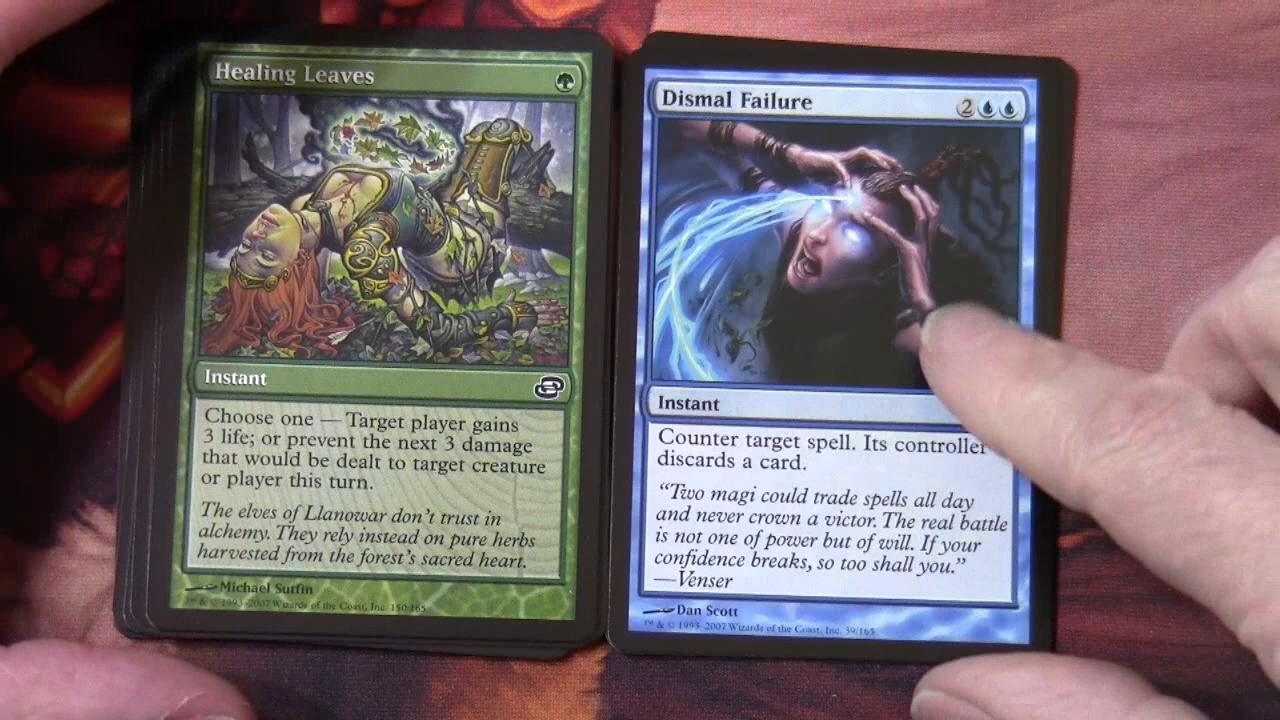 Healing Leaves
Instant
Choose one — Target player gains
3 life; or prevent the next 3 damage
that would be dealt to target creature
or player this turn.
The elves of Llanowar don't trust in
alchemy. They rely instead on pure herbs
harvested from the forest's sacred heart.
Michael Sutfin
™ & © 1993-2007 Wizards of the Coast, Inc. 150/165
Dismal Failure
2
Instant
Counter target spell. Its controller
discards a card.
“Two magi could trade spells all day
and never crown a victor. The real battle
is not one of power but of will. If your
confidence breaks, so too shall you.”
—Venser
Dan Scott
™ & © 1993-2007 Wizards of the Coast, Inc. 39/165